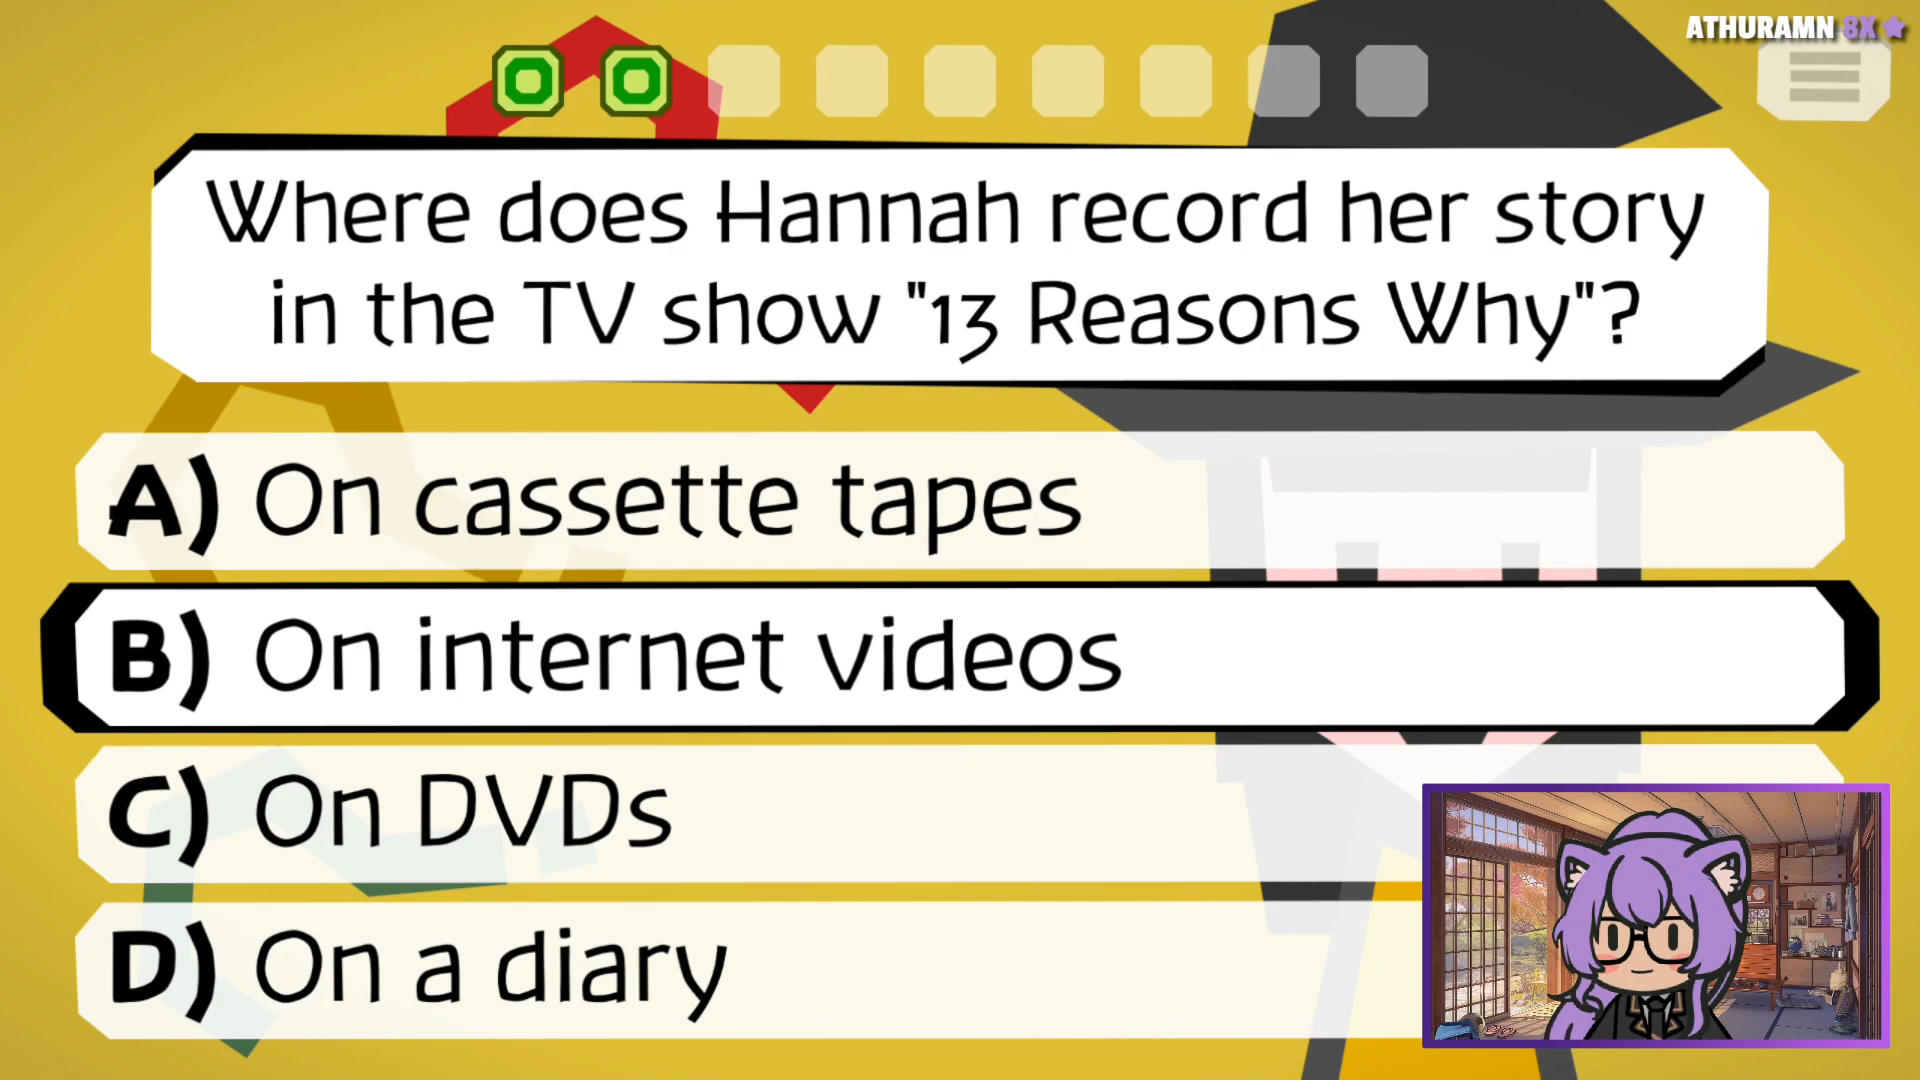 ATHURAMN 8X
Where does Hannah record her story
in the TV show "13 Reasons Why"?
A) On cassette tapes
B) On internet videos
C) On DVDs
D) On a diary